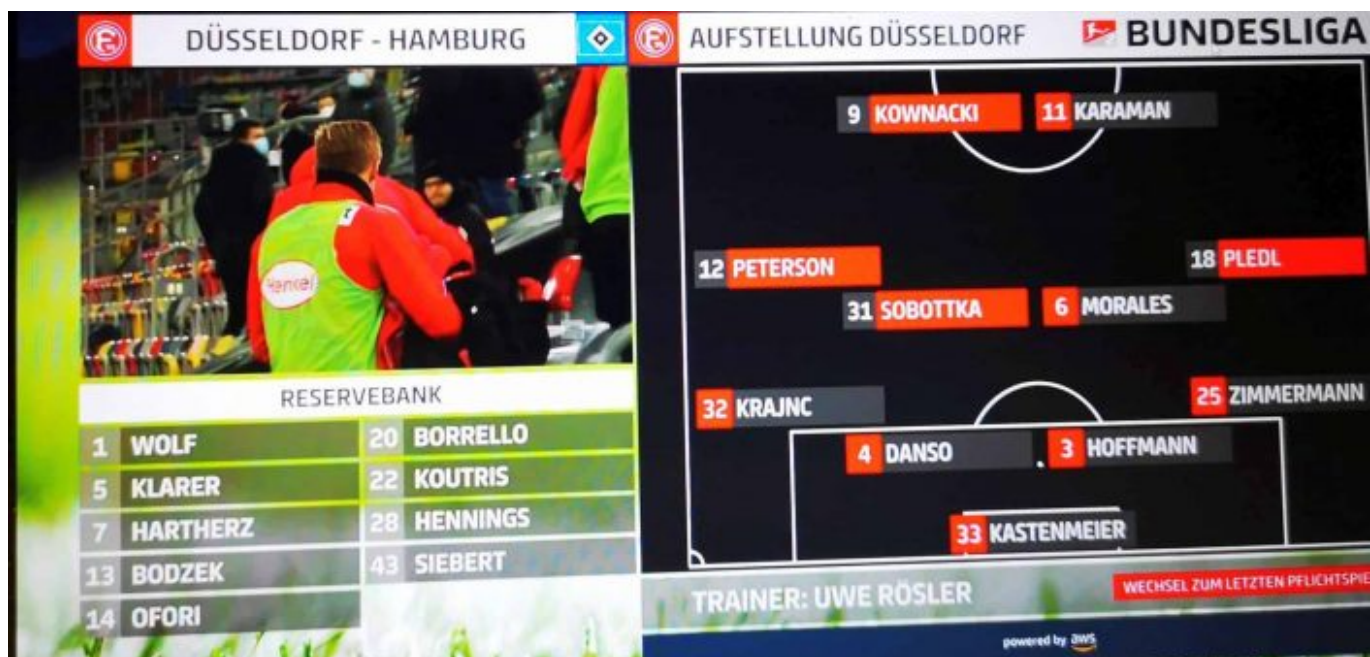 DÜSSELDORF - HAMBURG
Henkel
RESERVEBANK
1 WOLF
5 KLARER
7 HARTHERZ
13 BODZEK
14 OFORI
20 BORRELLO
22 KOUTRIS
28 HENNINGS
43 SIEBERT
AUFSTELLUNG DÜSSELDORF
BUNDESLIGA
9 KOWNACKI 11 KARAMAN
12 PETERSON 18 PLEDL
31 SOBOTTKA 6 MORALES
32 KRAJNC 25 ZIMMERMANN
4 DANSO 3 HOFFMANN
33 KASTENMEIER
TRAINER: UWE RÖSLER
WECHSEL ZUM LETZTEN PFLICHTSPIE
powered by aws